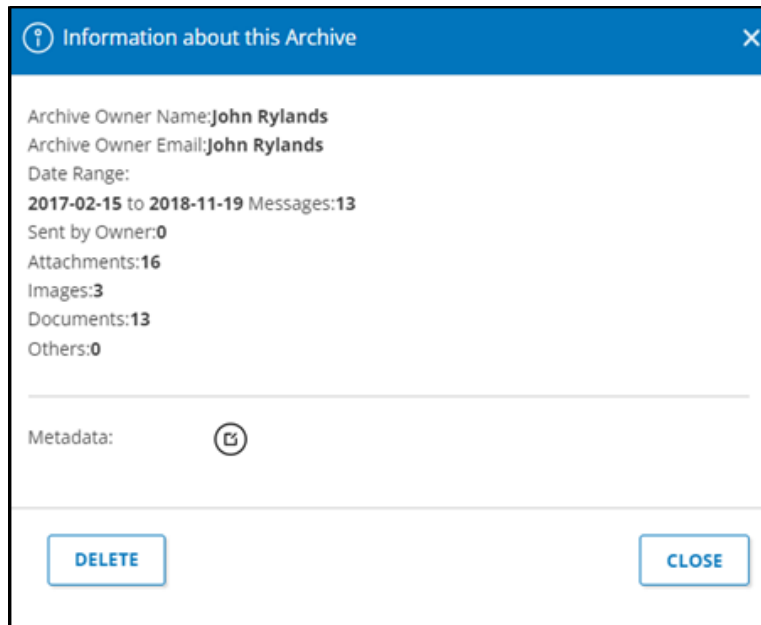 Information about this Archive
Archive Owner Name:John Rylands
Archive Owner Email:John Rylands
Date Range:
2017-02-15 to 2018-11-19 Messages:13
Sent by Owner:0
Attachments:16
Images:3
Documents:13
Others:0
Metadata:
DELETE
CLOSE